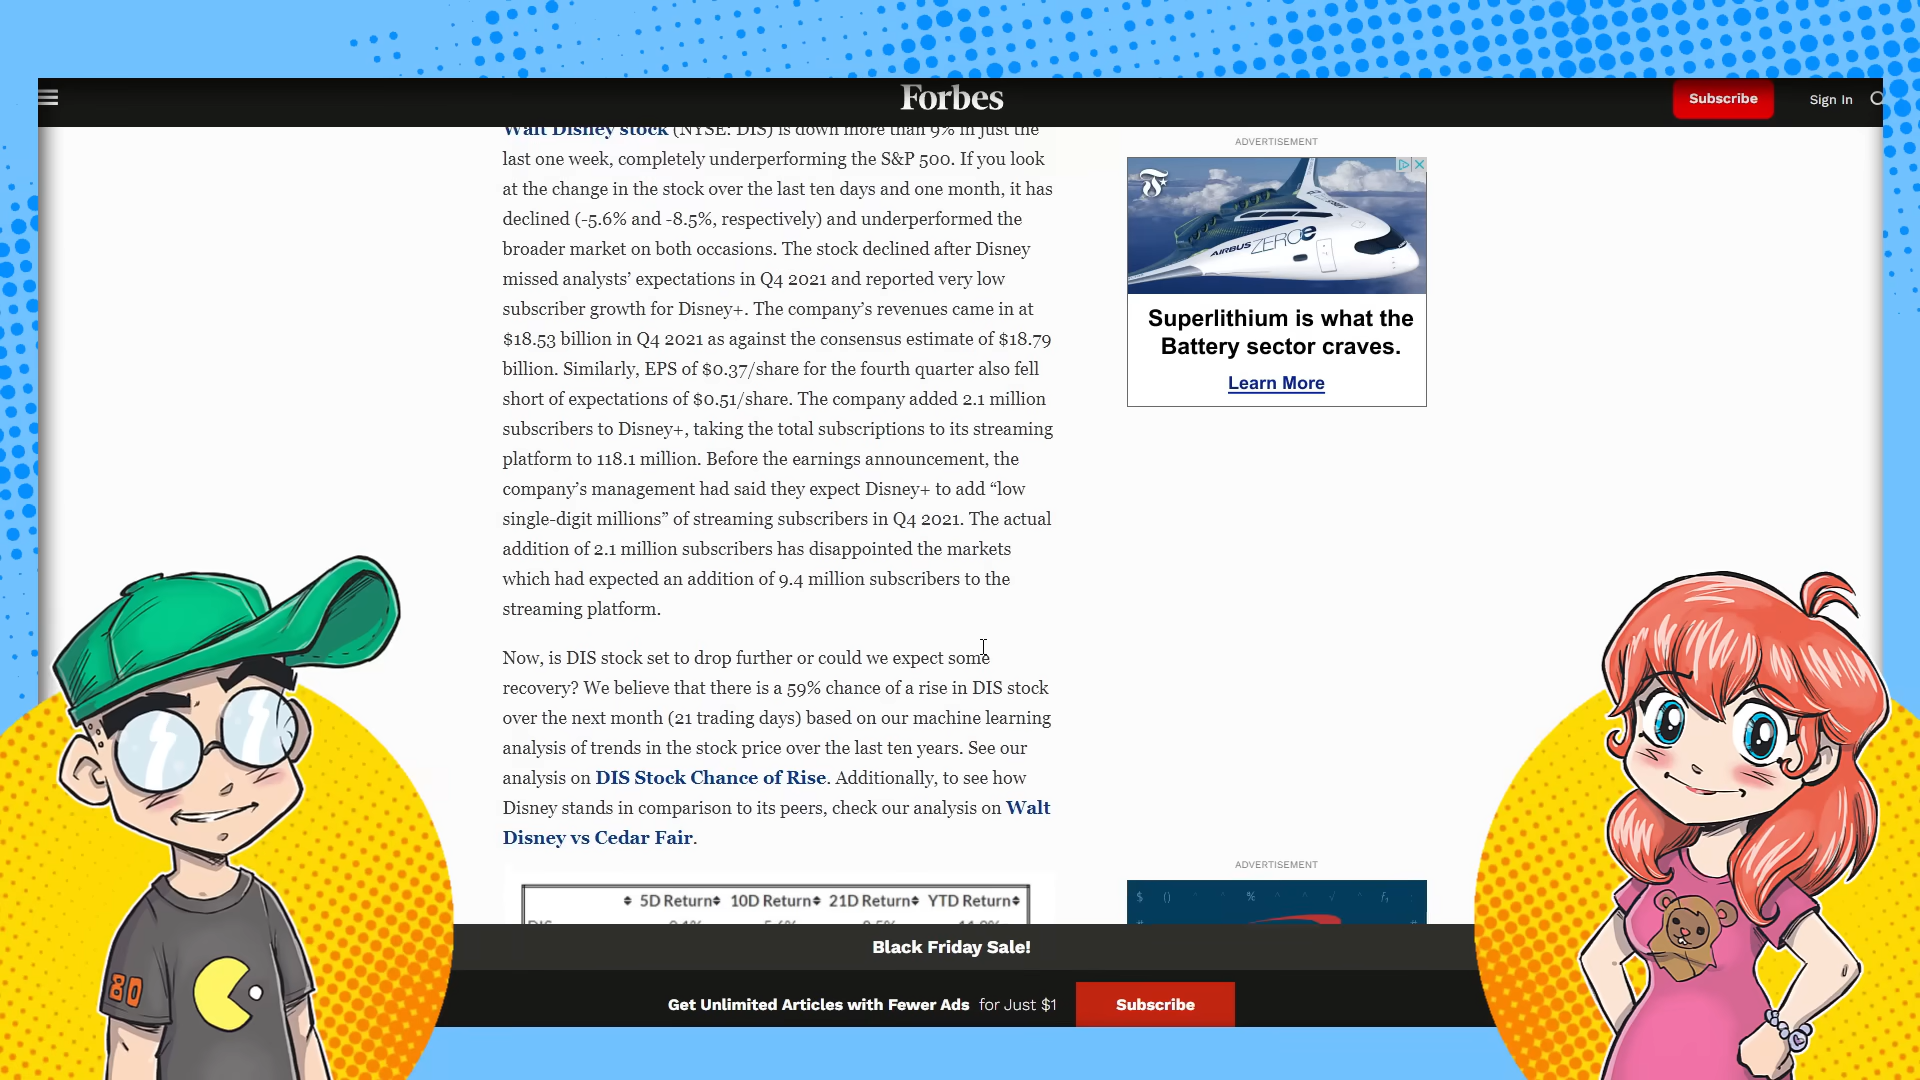 Forbes
Subscribe
Sign In
Walt Disney stock (NYSE: DIS) is down more than 9% in just the
last one week, completely underperforming the S&P 500. If you look
at the change in the stock over the last ten days and one month, it has
declined (-5.6% and -8.5%, respectively) and underperformed the
broader market on both occasions. The stock declined after Disney
missed analysts’ expectations in Q4 2021 and reported very low
subscriber growth for Disney+. The company’s revenues came in at
$18.53 billion in Q4 2021 as against the consensus estimate of $18.79
billion. Similarly, EPS of $0.37/share for the fourth quarter also fell
short of expectations of $0.51/share. The company added 2.1 million
subscribers to Disney+, taking the total subscriptions to its streaming
platform to 118.1 million. Before the earnings announcement, the
company’s management had said they expect Disney+ to add “low
single-digit millions” of streaming subscribers in Q4 2021. The actual
addition of 2.1 million subscribers has disappointed the markets
which had expected an addition of 9.4 million subscribers to the
streaming platform.
Now, is DIS stock set to drop further or could we expect some
recovery? We believe that there is a 59% chance of a rise in DIS stock
over the next month (21 trading days) based on our machine learning
analysis of trends in the stock price over the last ten years. See our
analysis on DIS Stock Chance of Rise. Additionally, to see how
Disney stands in comparison to its peers, check our analysis on Walt
Disney vs Cedar Fair.
5D Return 10D Return 21D Return YTD Return
ADVERTISEMENT
AIRBUS ZEROe
Superlithium is what the
Battery sector craves.
Learn More
ADVERTISEMENT
$ () % ^ ^ √ ^ f,
Black Friday Sale!
Get Unlimited Articles with Fewer Ads for Just $1
Subscribe
80